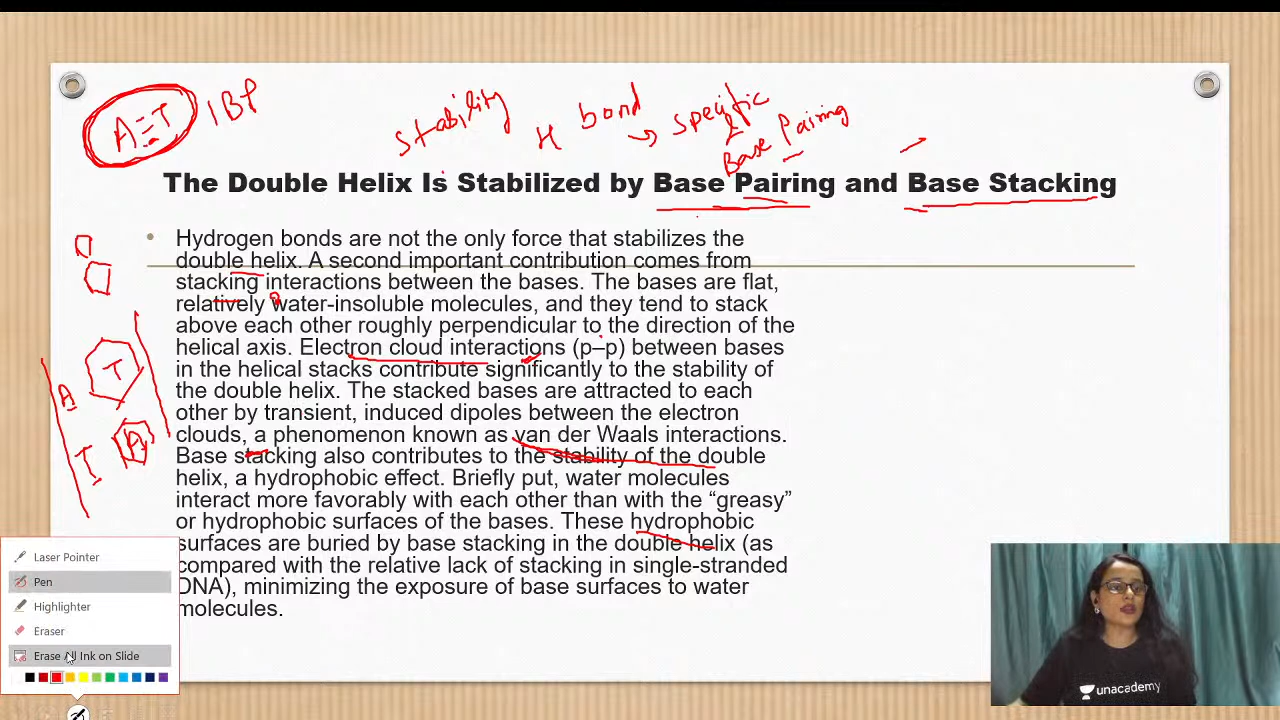 A=T 1BP
stability H bond → specific
Base Pairing
The Double Helix Is Stabilized by Base Pairing and Base Stacking
• Hydrogen bonds are not the only force that stabilizes the
double helix. A second important contribution comes from
stacking interactions between the bases. The bases are flat,
relatively water-insoluble molecules, and they tend to stack
above each other roughly perpendicular to the direction of the
helical axis. Electron cloud interactions (p–p) between bases
in the helical stacks contribute significantly to the stability of
the double helix. The stacked bases are attracted to each
other by transient, induced dipoles between the electron
clouds, a phenomenon known as van der Waals interactions.
Base stacking also contributes to the stability of the double
helix, a hydrophobic effect. Briefly put, water molecules
interact more favorably with each other than with the “greasy”
or hydrophobic surfaces of the bases. These hydrophobic
surfaces are buried by base stacking in the double helix (as
compared with the relative lack of stacking in single-stranded
DNA), minimizing the exposure of base surfaces to water
molecules.
A T
T A
Laser Pointer
Pen
Highlighter
Eraser
Erase All Ink on Slide
unacademy